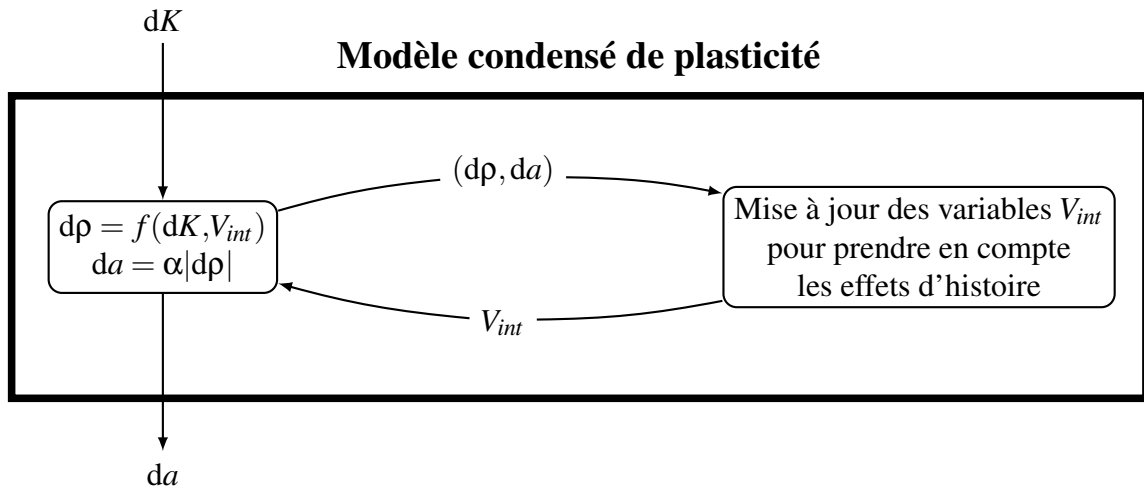 dK
Modèle condensé de plasticité
(dρ, da)
dρ = f(dK,V_int)
da = α|dρ|
Mise à jour des variables V_int
pour prendre en compte
les effets d'histoire
V_int
da